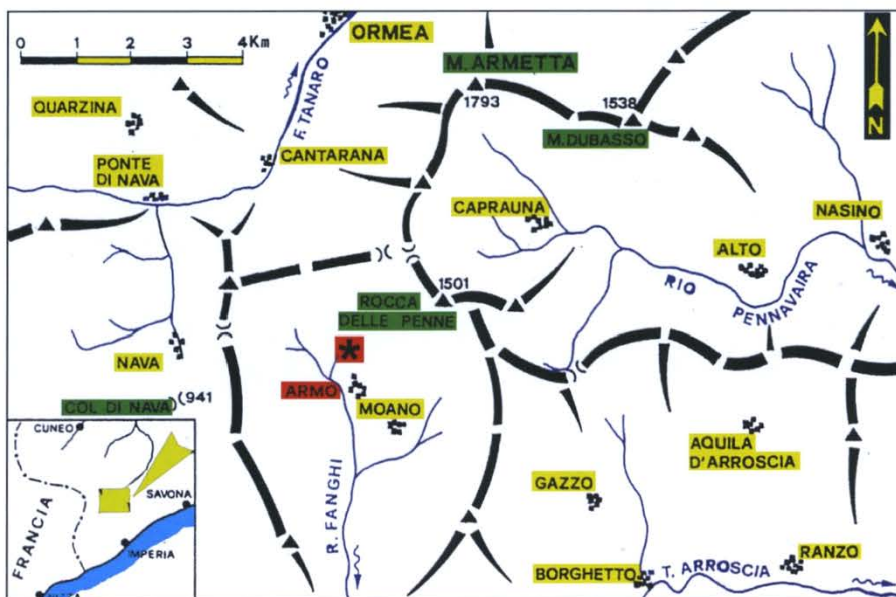 ORMEA
0 1 2 3 4 Km
M. ARMETTA
1793
1538
M. DUBASSO
QUARZINA
F. TANARO
N
CANTARANA
PONTE
DI NAVA
CAPRAUNA
NASINO
ALTO
RIO PENNAVAIRA
1501
ROCCA
DELLE PENNE
*
NAVA
ARMO
MOANO
COL DI NAVA
941
AQUILA
D'ARROSCIA
GAZZO
R. FANGHI
RANZO
BORGHETTO
T. ARROSCIA
CUNEO
SAVONA
FRANCIA
IMPERIA